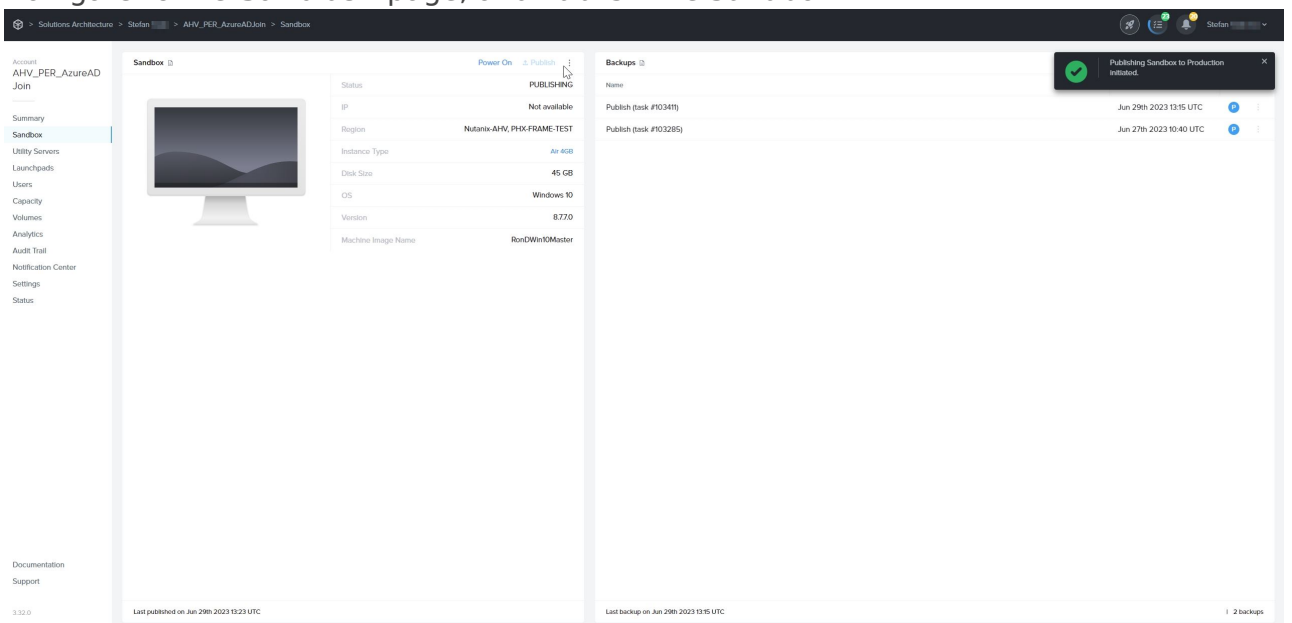 > Solutions Architecture > Stefan > AHV_PER_AzureADJoin > Sandbox
23
20
Stefan
Account
AHV_PER_AzureAD
Join
Summary
Sandbox
Utility Servers
Launchpads
Users
Capacity
Volumes
Analytics
Audit Trail
Notification Center
Settings
Status
Documentation
Support
3.32.0
Sandbox
Power On Publish
Status PUBLISHING
IP Not available
Region Nutanix-AHV, PHX-FRAME-TEST
Instance Type Air 4GB
Disk Size 45 GB
OS Windows 10
Version 8.7.7.0
Machine Image Name RonDWin10Master
Last published on Jun 29th 2023 13:23 UTC
Backups
Name
Publish (task #103411) Jun 29th 2023 13:15 UTC P
Publish (task #103285) Jun 27th 2023 10:40 UTC P
Last backup on Jun 29th 2023 13:15 UTC
2 backups
Publishing Sandbox to Production
initiated.